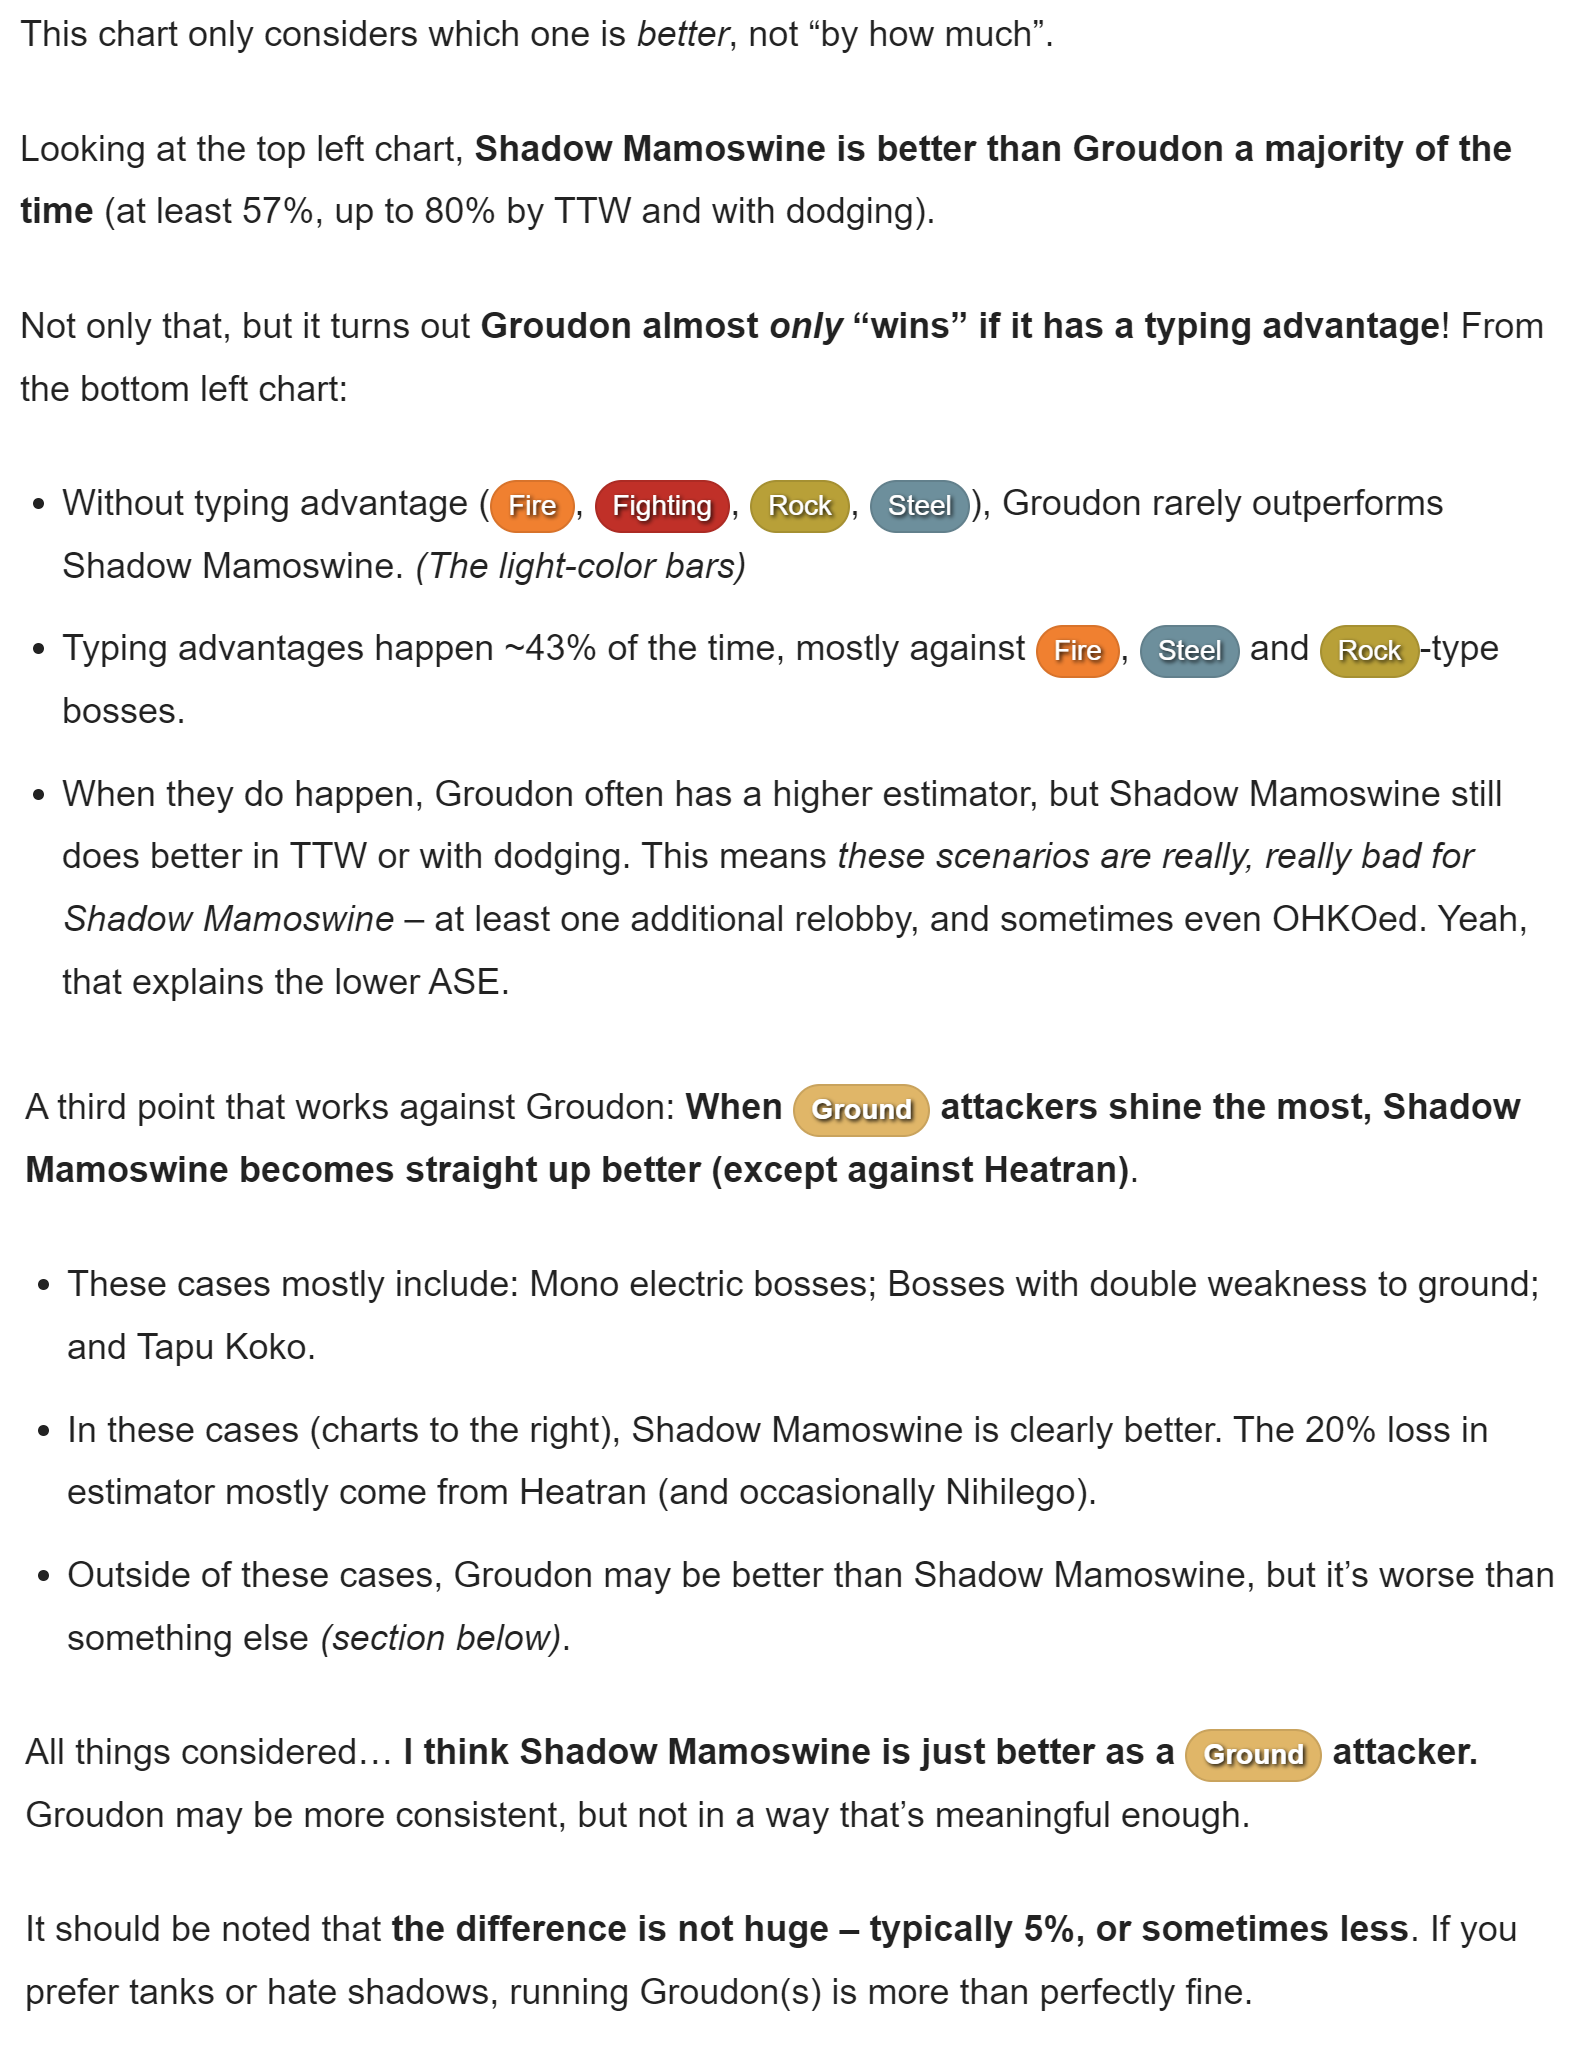 This chart only considers which one is better, not “by how much”.
Looking at the top left chart, Shadow Mamoswine is better than Groudon a majority of the
time (at least 57%, up to 80% by TTW and with dodging).
Not only that, but it turns out Groudon almost only “wins” if it has a typing advantage! From
the bottom left chart:
• Without typing advantage (Fire, Fighting, Rock, Steel), Groudon rarely outperforms
Shadow Mamoswine. (The light-color bars)
• Typing advantages happen ~43% of the time, mostly against Fire, Steel and Rock-type
bosses.
• When they do happen, Groudon often has a higher estimator, but Shadow Mamoswine still
does better in TTW or with dodging. This means these scenarios are really, really bad for
Shadow Mamoswine – at least one additional relobby, and sometimes even OHKOed. Yeah,
that explains the lower ASE.
A third point that works against Groudon: When Ground attackers shine the most, Shadow
Mamoswine becomes straight up better (except against Heatran).
• These cases mostly include: Mono electric bosses; Bosses with double weakness to ground;
and Tapu Koko.
• In these cases (charts to the right), Shadow Mamoswine is clearly better. The 20% loss in
estimator mostly come from Heatran (and occasionally Nihilego).
• Outside of these cases, Groudon may be better than Shadow Mamoswine, but it’s worse than
something else (section below).
All things considered… I think Shadow Mamoswine is just better as a Ground attacker.
Groudon may be more consistent, but not in a way that’s meaningful enough.
It should be noted that the difference is not huge – typically 5%, or sometimes less. If you
prefer tanks or hate shadows, running Groudon(s) is more than perfectly fine.